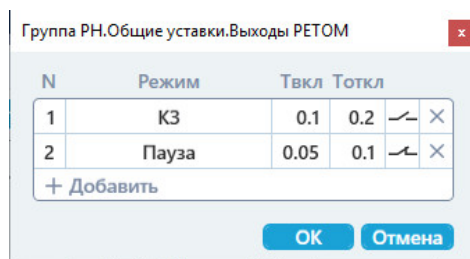 Группа РН.Общие уставки.Выходы РЕТОМ x
N Режим Твкл Тоткл
1 КЗ 0.1 0.2
2 Пауза 0.05 0.1
+ Добавить
ОК Отмена